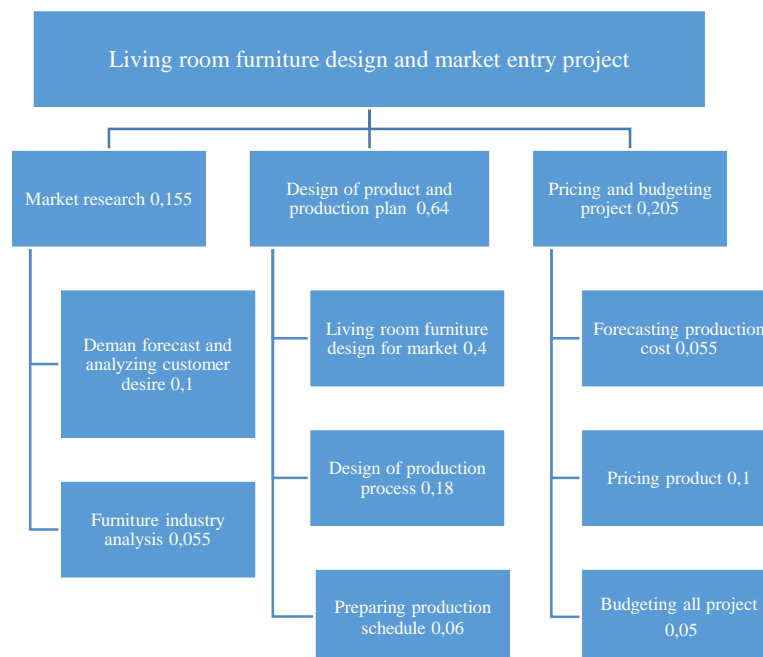 Living room furniture design and market entry project
Market research 0,155
Design of product and
production plan  0,64
Pricing and budgeting
project 0,205
Deman forecast and
analyzing customer
desire 0,1
Furniture industry
analysis 0,055
Living room furniture
design for market 0,4
Design of production
process 0,18
Preparing production
schedule 0,06
Forecasting production
cost 0,055
Pricing product 0,1
Budgeting all project
0,05